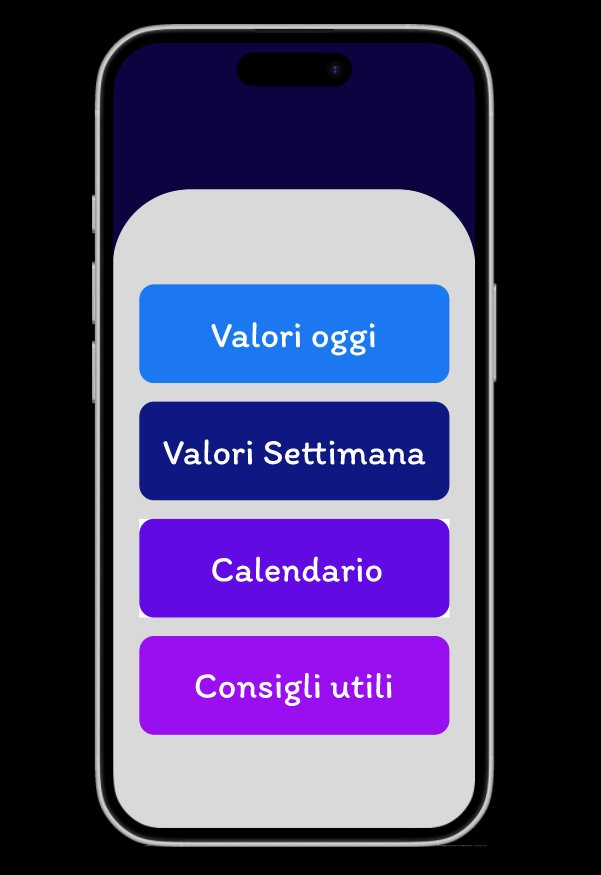 Valori oggi
Valori Settimana
Calendario
Consigli utili